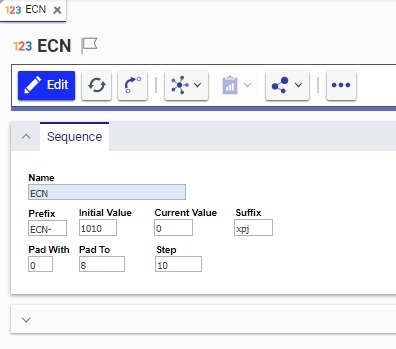 123 ECN
123 ECN
Edit
Sequence
Name
ECN
Prefix Initial Value Current Value Suffix
ECN- 1010 0 xpj
Pad With Pad To Step
0 8 10